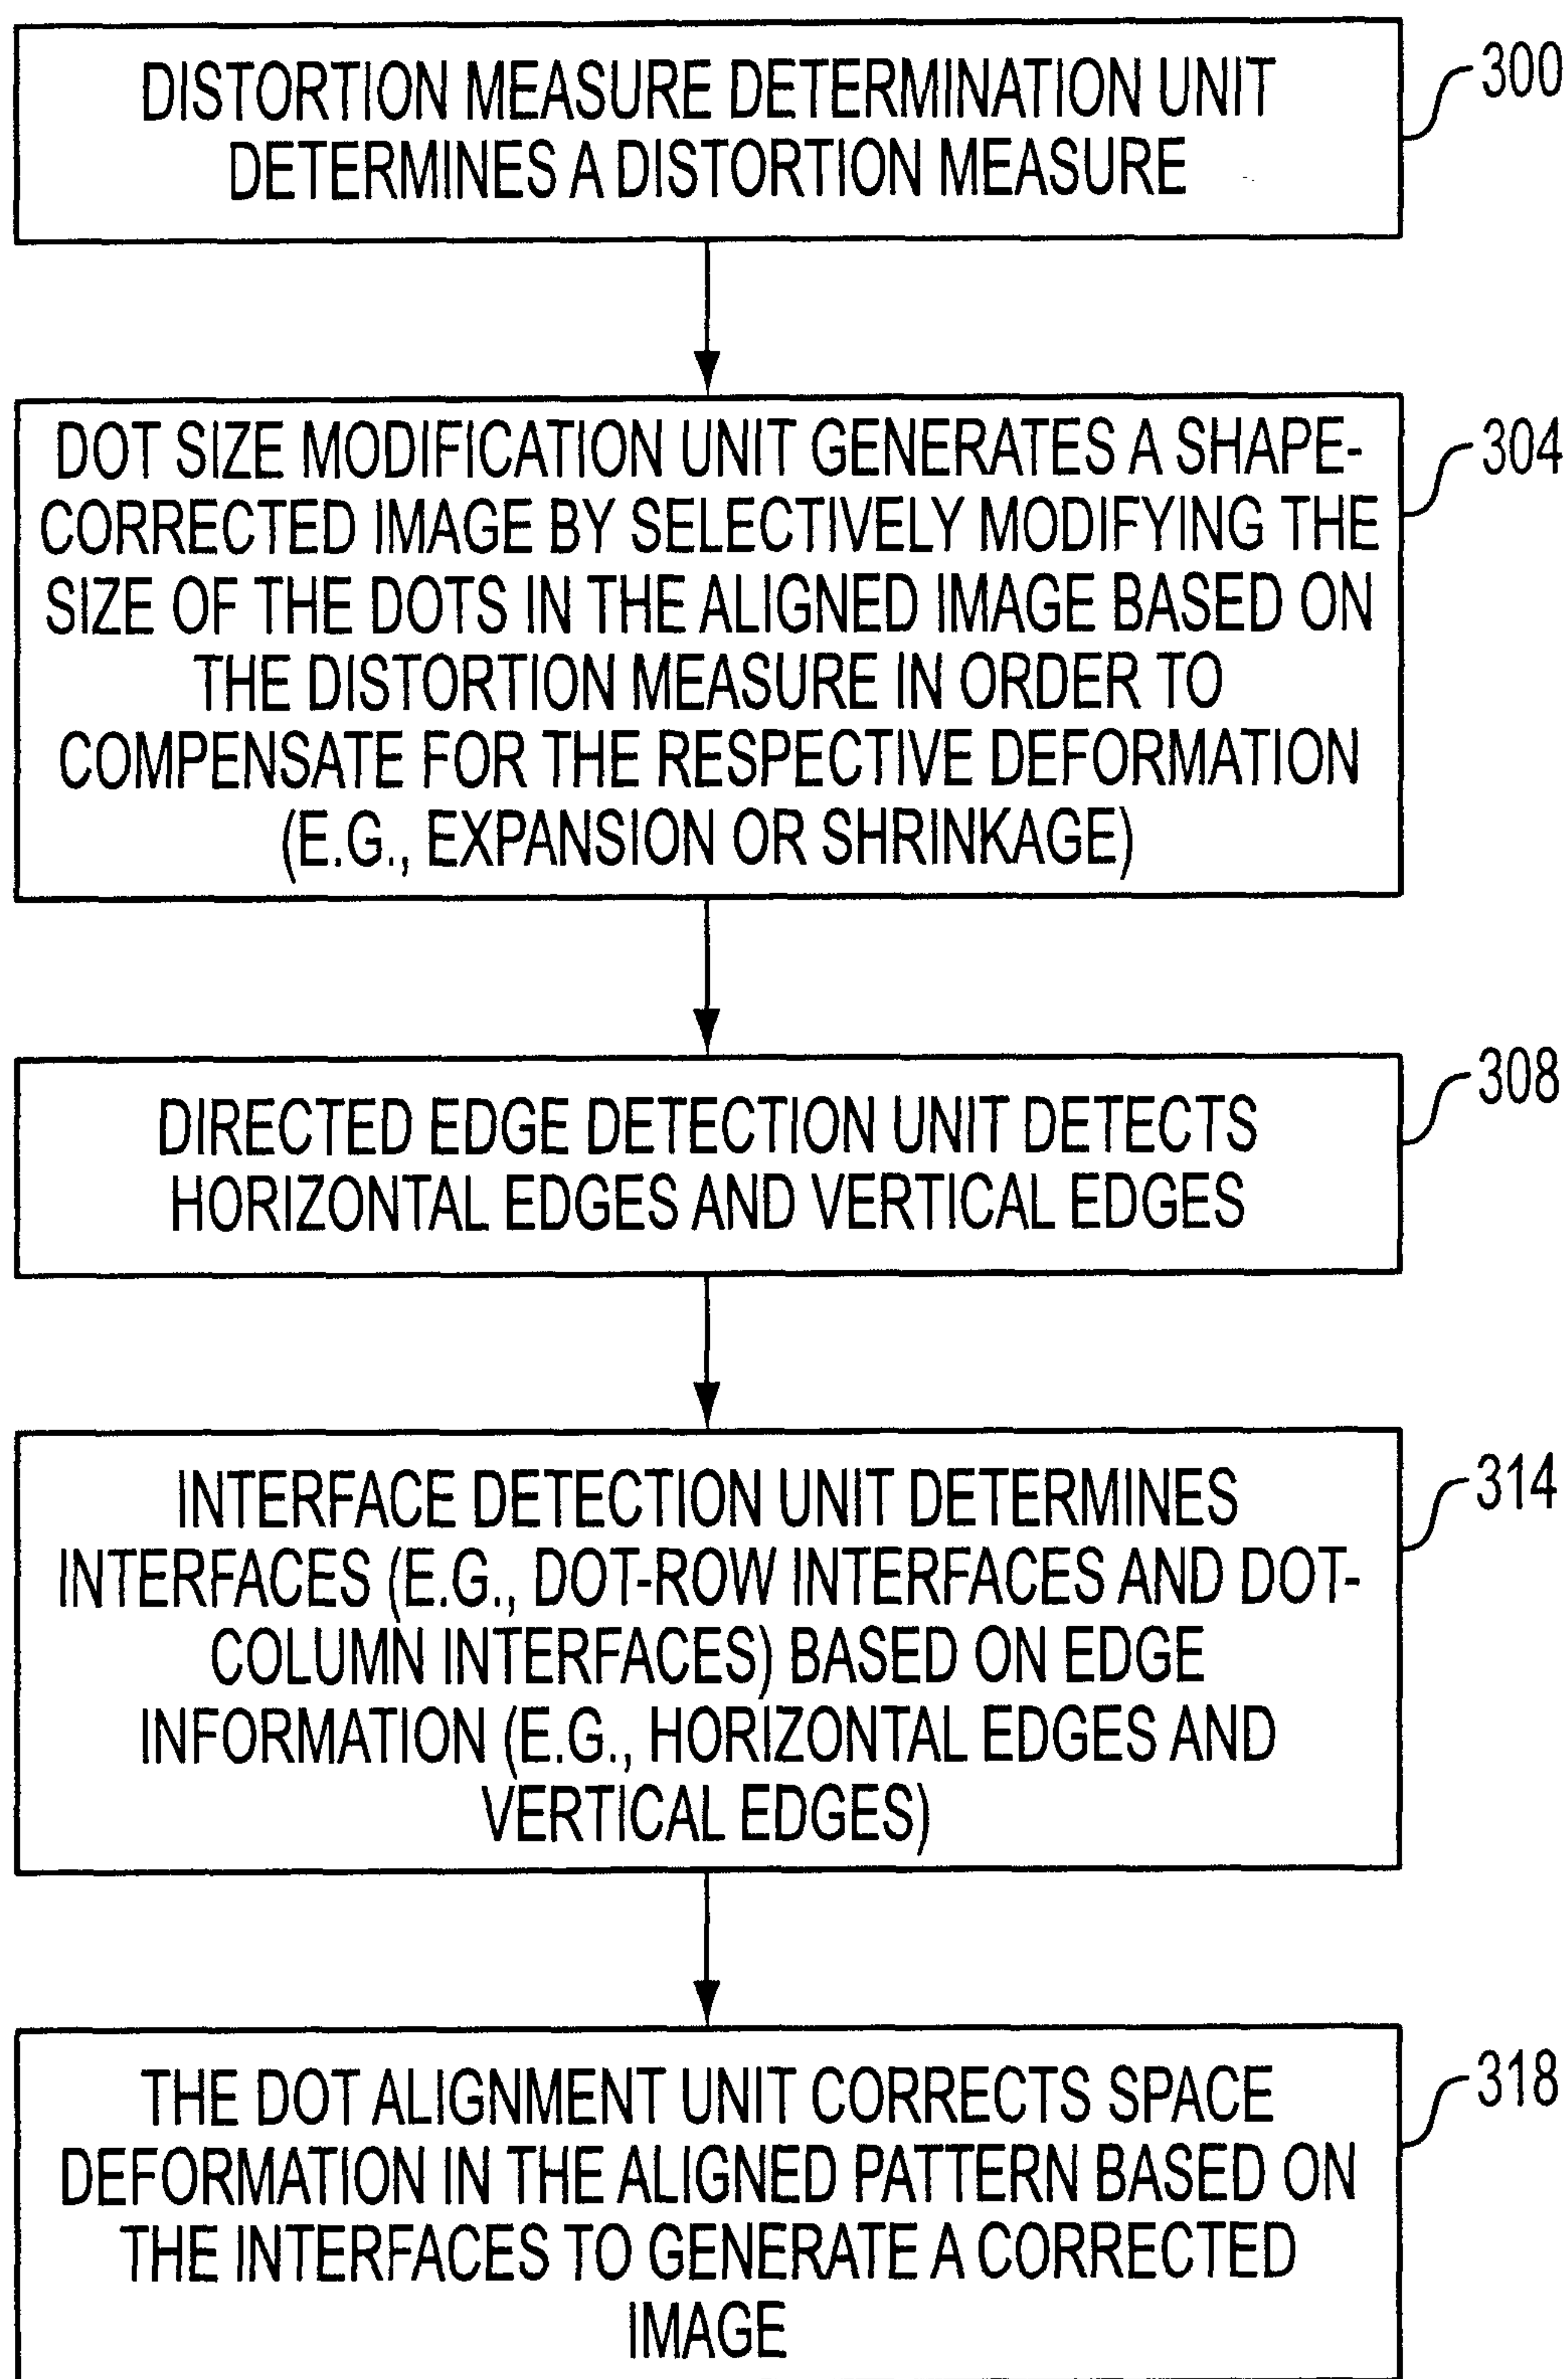 DISTORTION MEASURE DETERMINATION UNIT
DETERMINES A DISTORTION MEASURE
300
DOT SIZE MODIFICATION UNIT GENERATES A SHAPE-
CORRECTED IMAGE BY SELECTIVELY MODIFYING THE
SIZE OF THE DOTS IN THE ALIGNED IMAGE BASED ON
THE DISTORTION MEASURE IN ORDER TO
COMPENSATE FOR THE RESPECTIVE DEFORMATION
(E.G., EXPANSION OR SHRINKAGE)
304
DIRECTED EDGE DETECTION UNIT DETECTS
HORIZONTAL EDGES AND VERTICAL EDGES
308
INTERFACE DETECTION UNIT DETERMINES
INTERFACES (E.G., DOT-ROW INTERFACES AND DOT-
COLUMN INTERFACES) BASED ON EDGE
INFORMATION (E.G., HORIZONTAL EDGES AND
VERTICAL EDGES)
314
THE DOT ALIGNMENT UNIT CORRECTS SPACE
DEFORMATION IN THE ALIGNED PATTERN BASED ON
THE INTERFACES TO GENERATE A CORRECTED
IMAGE
318